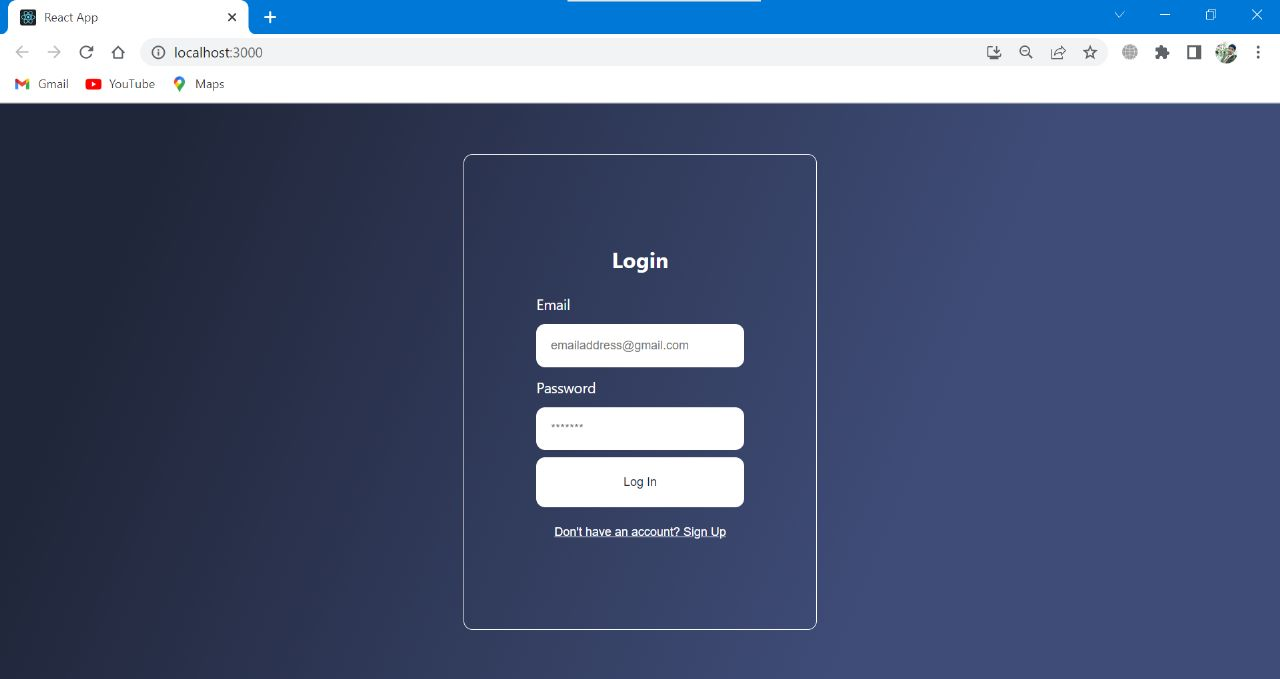 React App
localhost:3000
Gmail YouTube Maps
Login
Email
emailaddress@gmail.com
Password
*******
Log In
Don't have an account? Sign Up